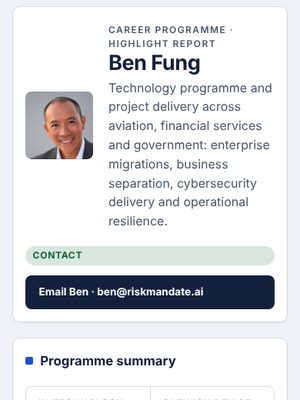 CAREER PROGRAMME ·
HIGHLIGHT REPORT
Ben Fung
Technology programme and
project delivery across
aviation, financial services
and government: enterprise
migrations, business
separation, cybersecurity
delivery and operational
resilience.
CONTACT
Email Ben · ben@riskmandate.ai
Programme summary